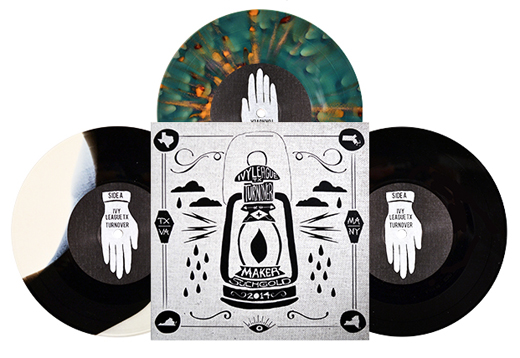 TURNOVER
IVY LEAGUE
TURNOVER
TX
VA
MA
NY
MAKER
SUCH GOLD
2014
SIDE A
IVY
LEAGUE TX
TURNOVER
SIDE A
IVY
LEAGUE TX
TURNOVER